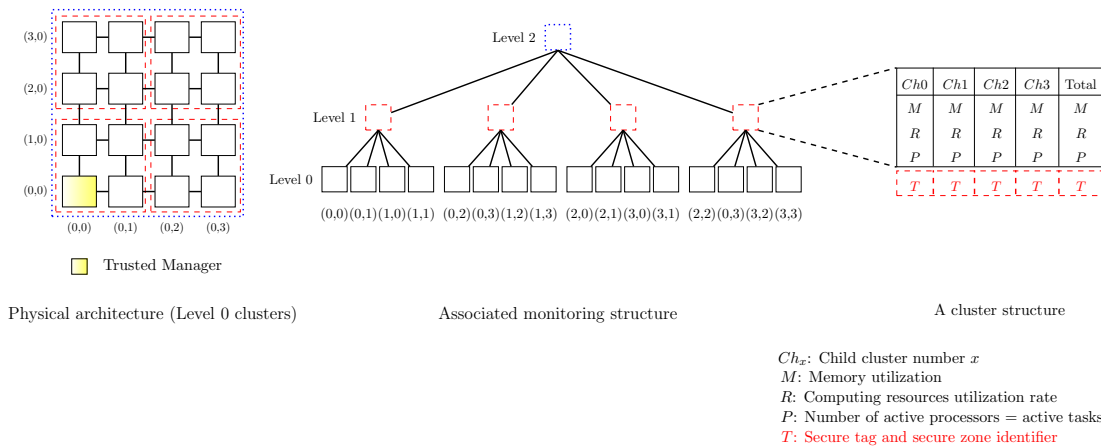 (3,0)
(2,0)
(1,0)
(0,0)
(0,0) (0,1) (0,2) (0,3)
Trusted Manager
Physical architecture (Level 0 clusters)
Level 2
Level 1
Level 0
(0,0)(0,1)(1,0)(1,1) (0,2)(0,3)(1,2)(1,3) (2,0)(2,1)(3,0)(3,1) (2,2)(0,3)(3,2)(3,3)
Associated monitoring structure
Ch0 Ch1 Ch2 Ch3 Total
M M M M M
R R R R R
P P P P P
T T T T T
A cluster structure
Chx: Child cluster number x
M: Memory utilization
R: Computing resources utilization rate
P: Number of active processors = active tasks
T: Secure tag and secure zone identifier